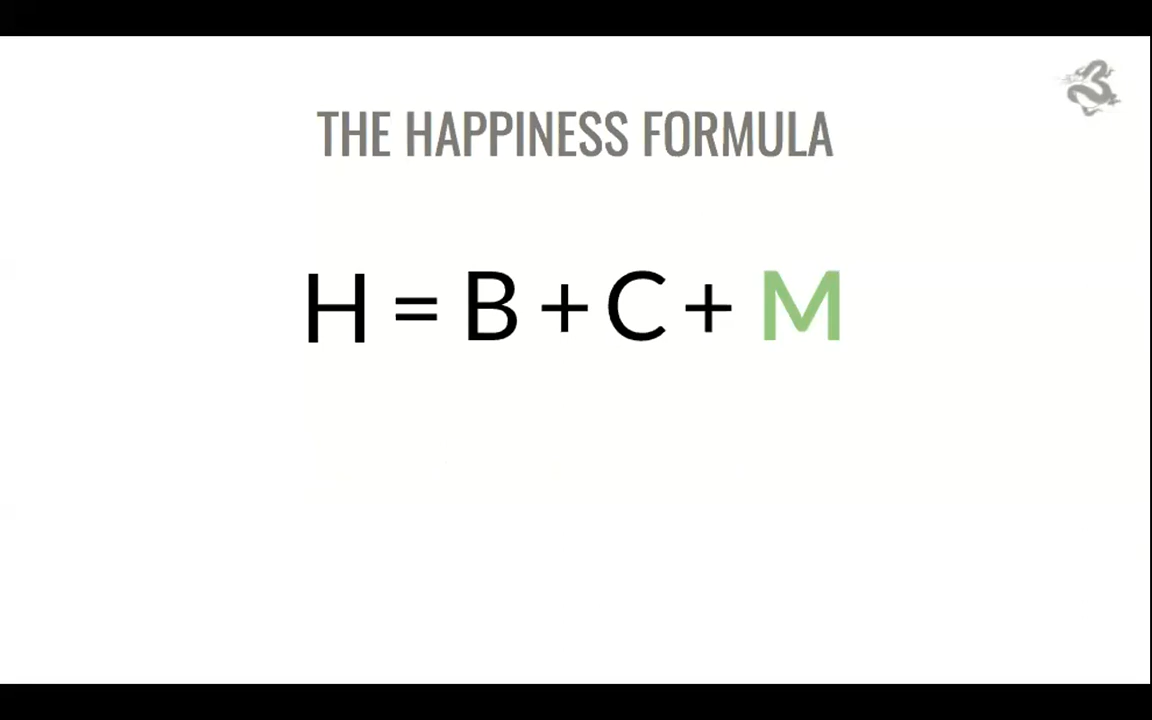 THE HAPPINESS FORMULA
H = B + C + M